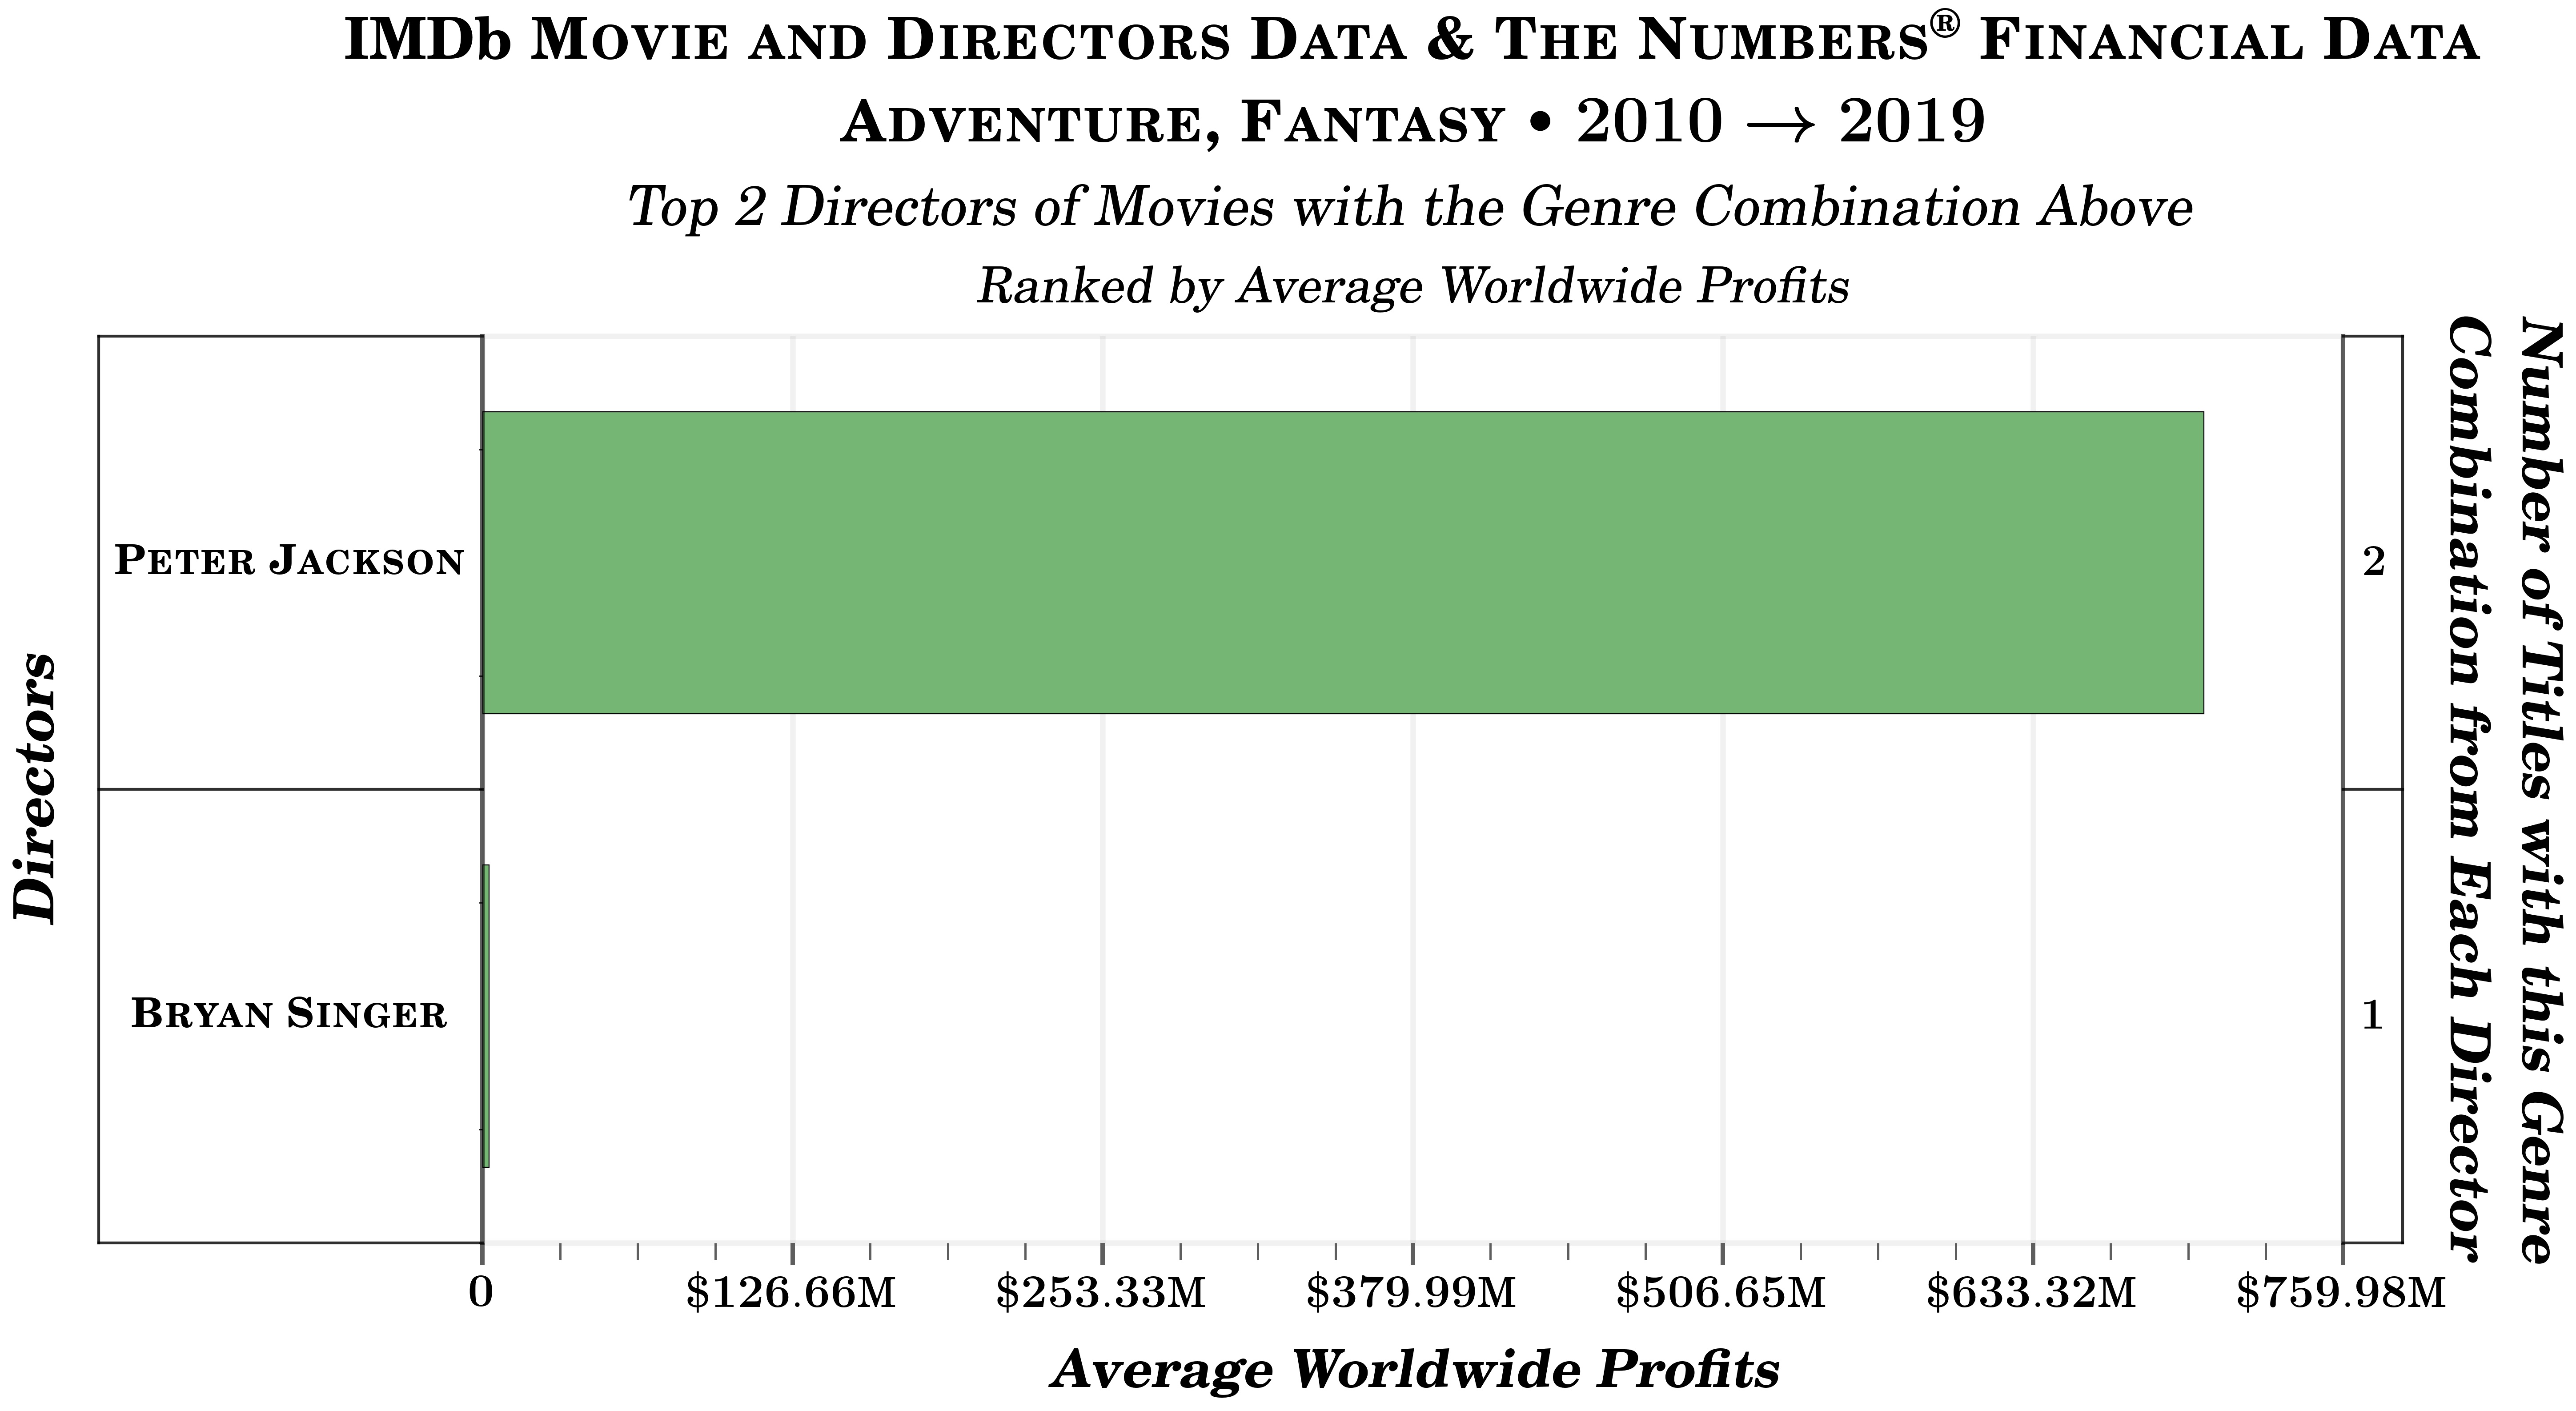 IMDb Movie and Directors Data & The Numbers® Financial Data
Adventure, Fantasy • 2010 → 2019
Top 2 Directors of Movies with the Genre Combination Above
Ranked by Average Worldwide Profits
Directors
Peter Jackson
2
Bryan Singer
1
Number of Titles with this Genre
Combination from Each Director
0 $126.66M $253.33M $379.99M $506.65M $633.32M $759.98M
Average Worldwide Profits